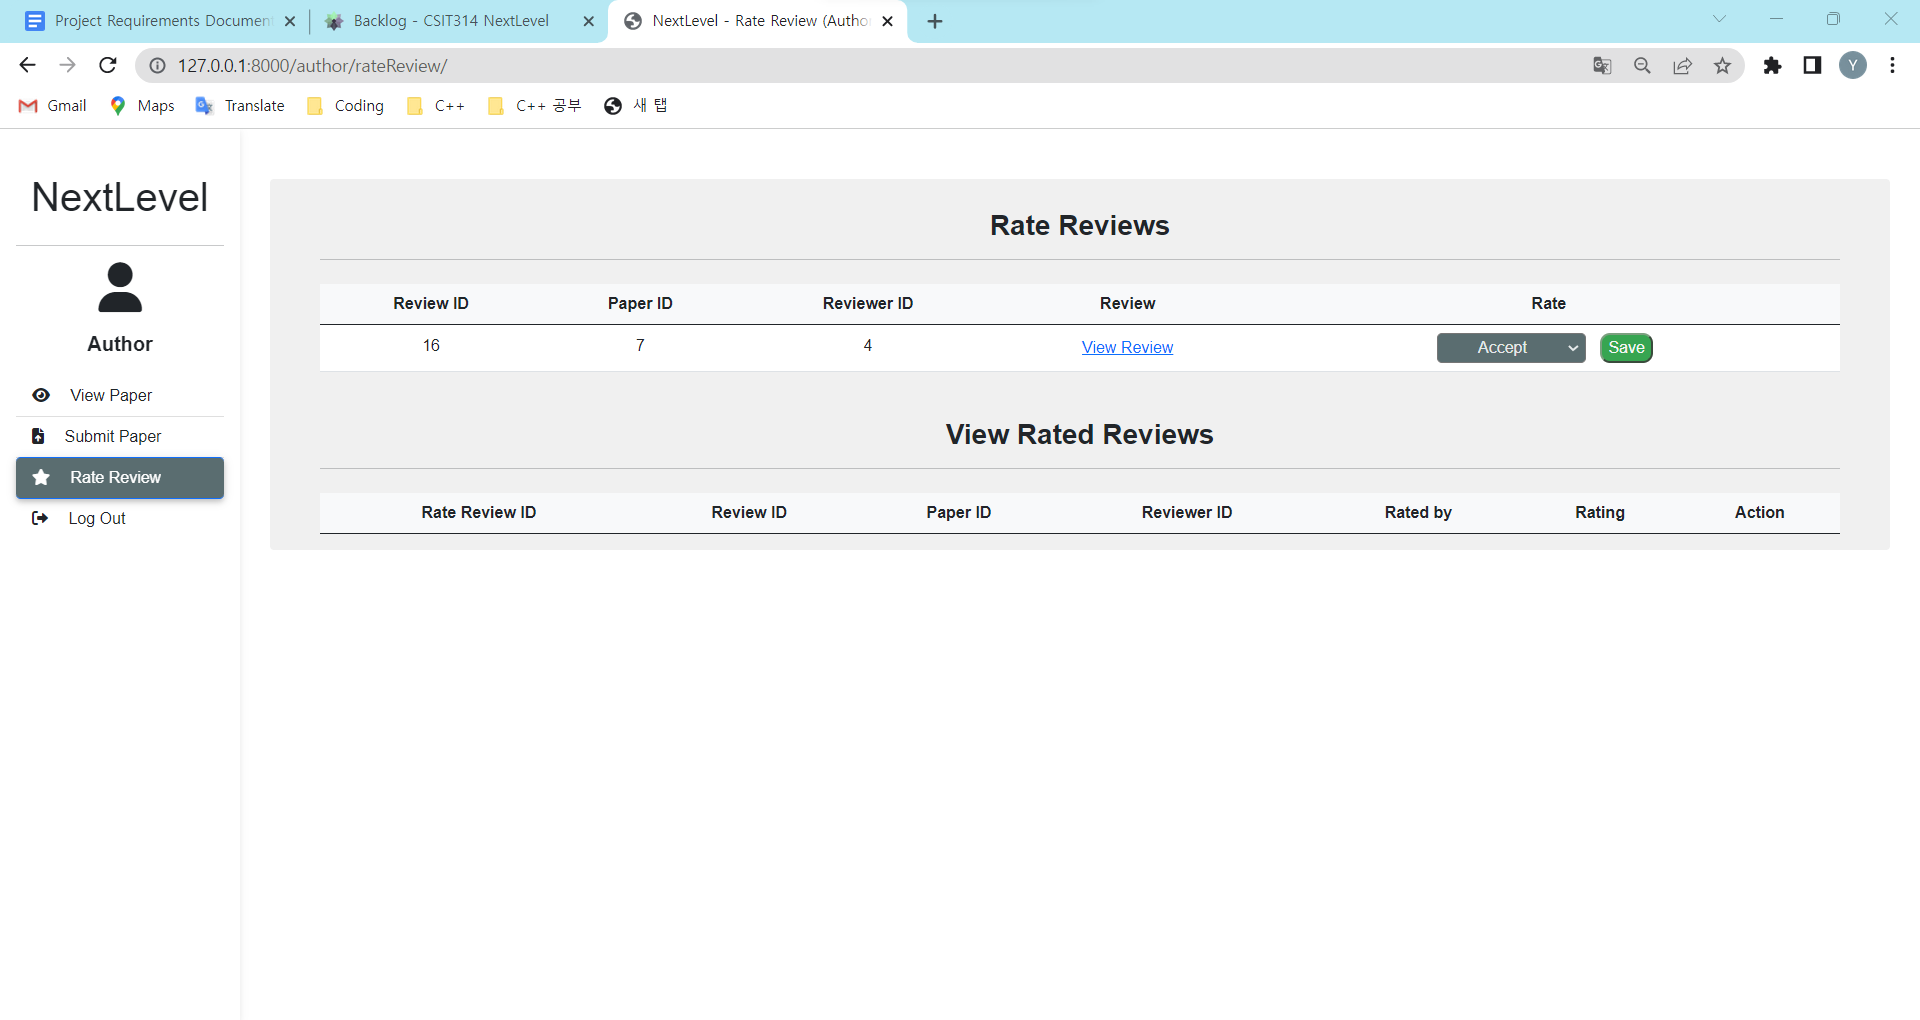 Project Requirements Documen
Backlog - CSIT314 NextLevel
NextLevel - Rate Review (Autho
127.0.0.1:8000/author/rateReview/
Y
Gmail
Maps
Translate
Coding
C++
C++ 공부
새 탭
NextLevel
Author
View Paper
Submit Paper
Rate Review
Log Out
Rate Reviews
Review ID Paper ID Reviewer ID Review Rate
16 7 4 View Review Accept Save
View Rated Reviews
Rate Review ID Review ID Paper ID Reviewer ID Rated by Rating Action